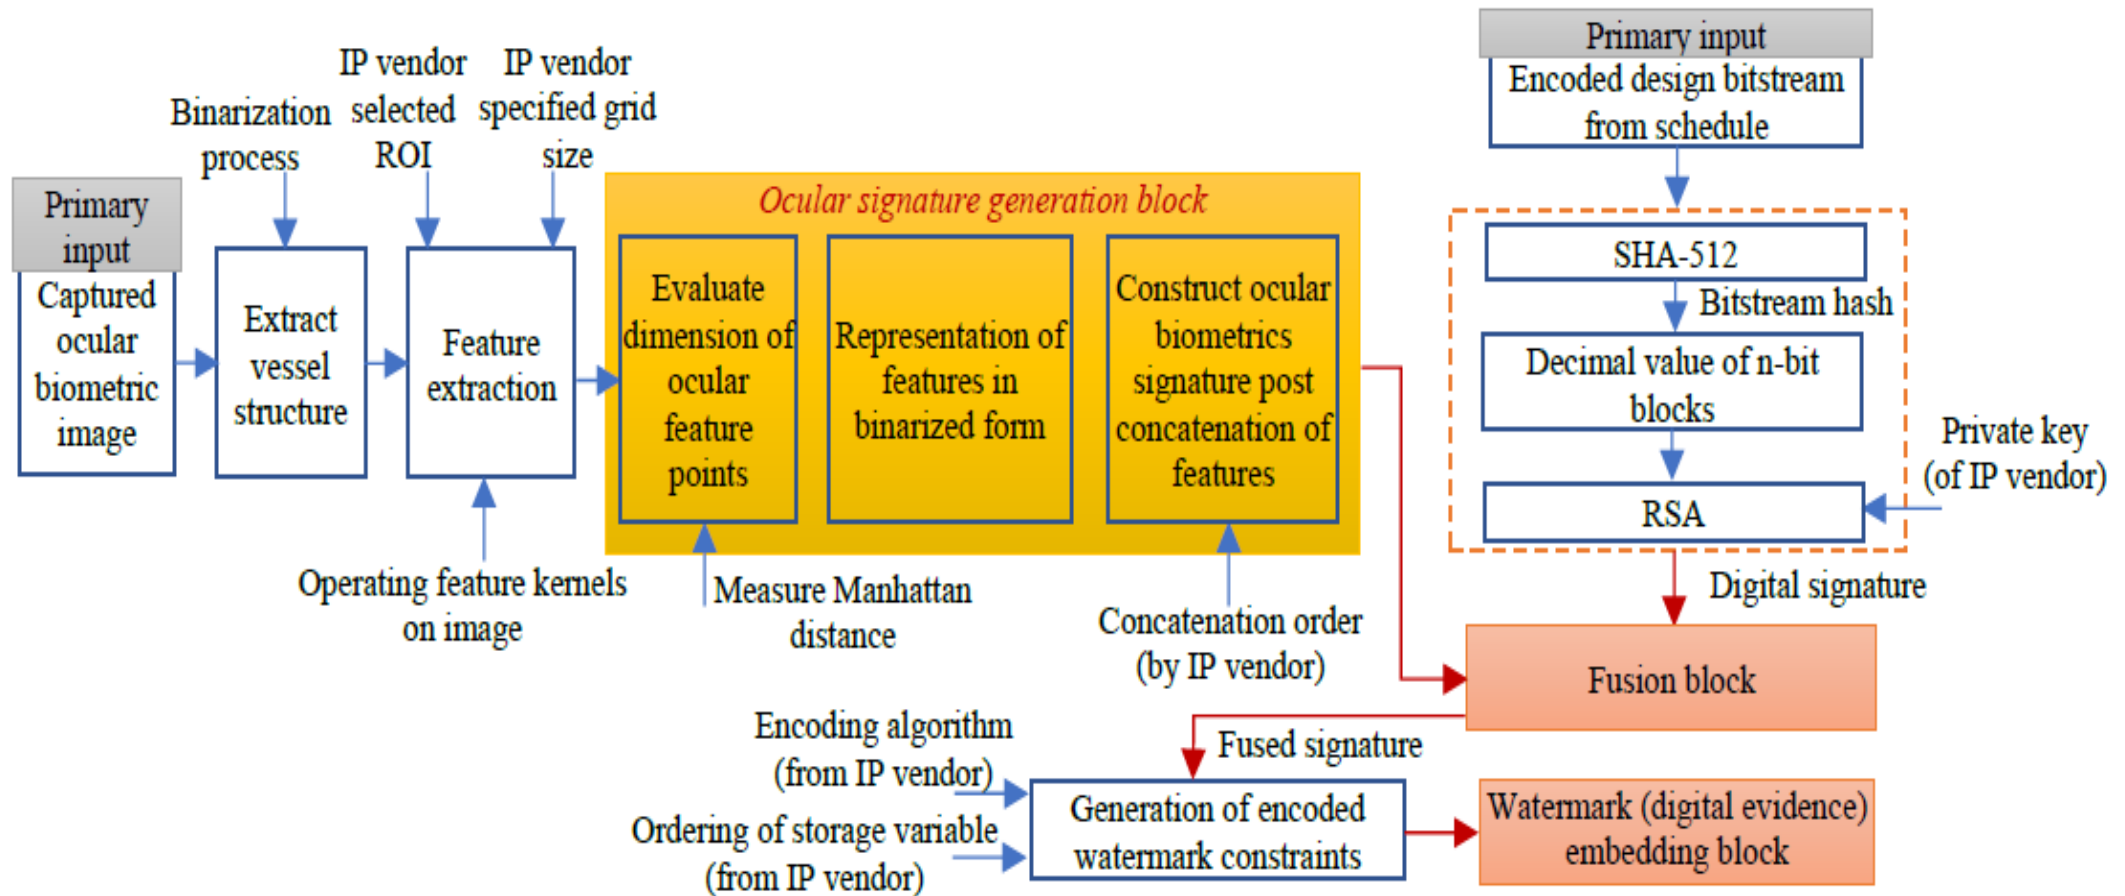 Primary input
Encoded design bitstream
from schedule
IP vendor
selected
ROI
IP vendor
specified grid
size
Binarization
process
Primary
input
Captured
ocular
biometric
image
Extract
vessel
structure
Feature
extraction
Operating feature kernels
on image
Ocular signature generation block
Evaluate
dimension of
ocular
feature
points
Representation of
features in
binarized form
Construct ocular
biometrics
signature post
concatenation of
features
Measure Manhattan
distance
Concatenation order
(by IP vendor)
SHA-512
Bitstream hash
Decimal value of n-bit
blocks
RSA
Private key
(of IP vendor)
Digital signature
Fusion block
Fused signature
Encoding algorithm
(from IP vendor)
Ordering of storage variable
(from IP vendor)
Generation of encoded
watermark constraints
Watermark (digital evidence)
embedding block